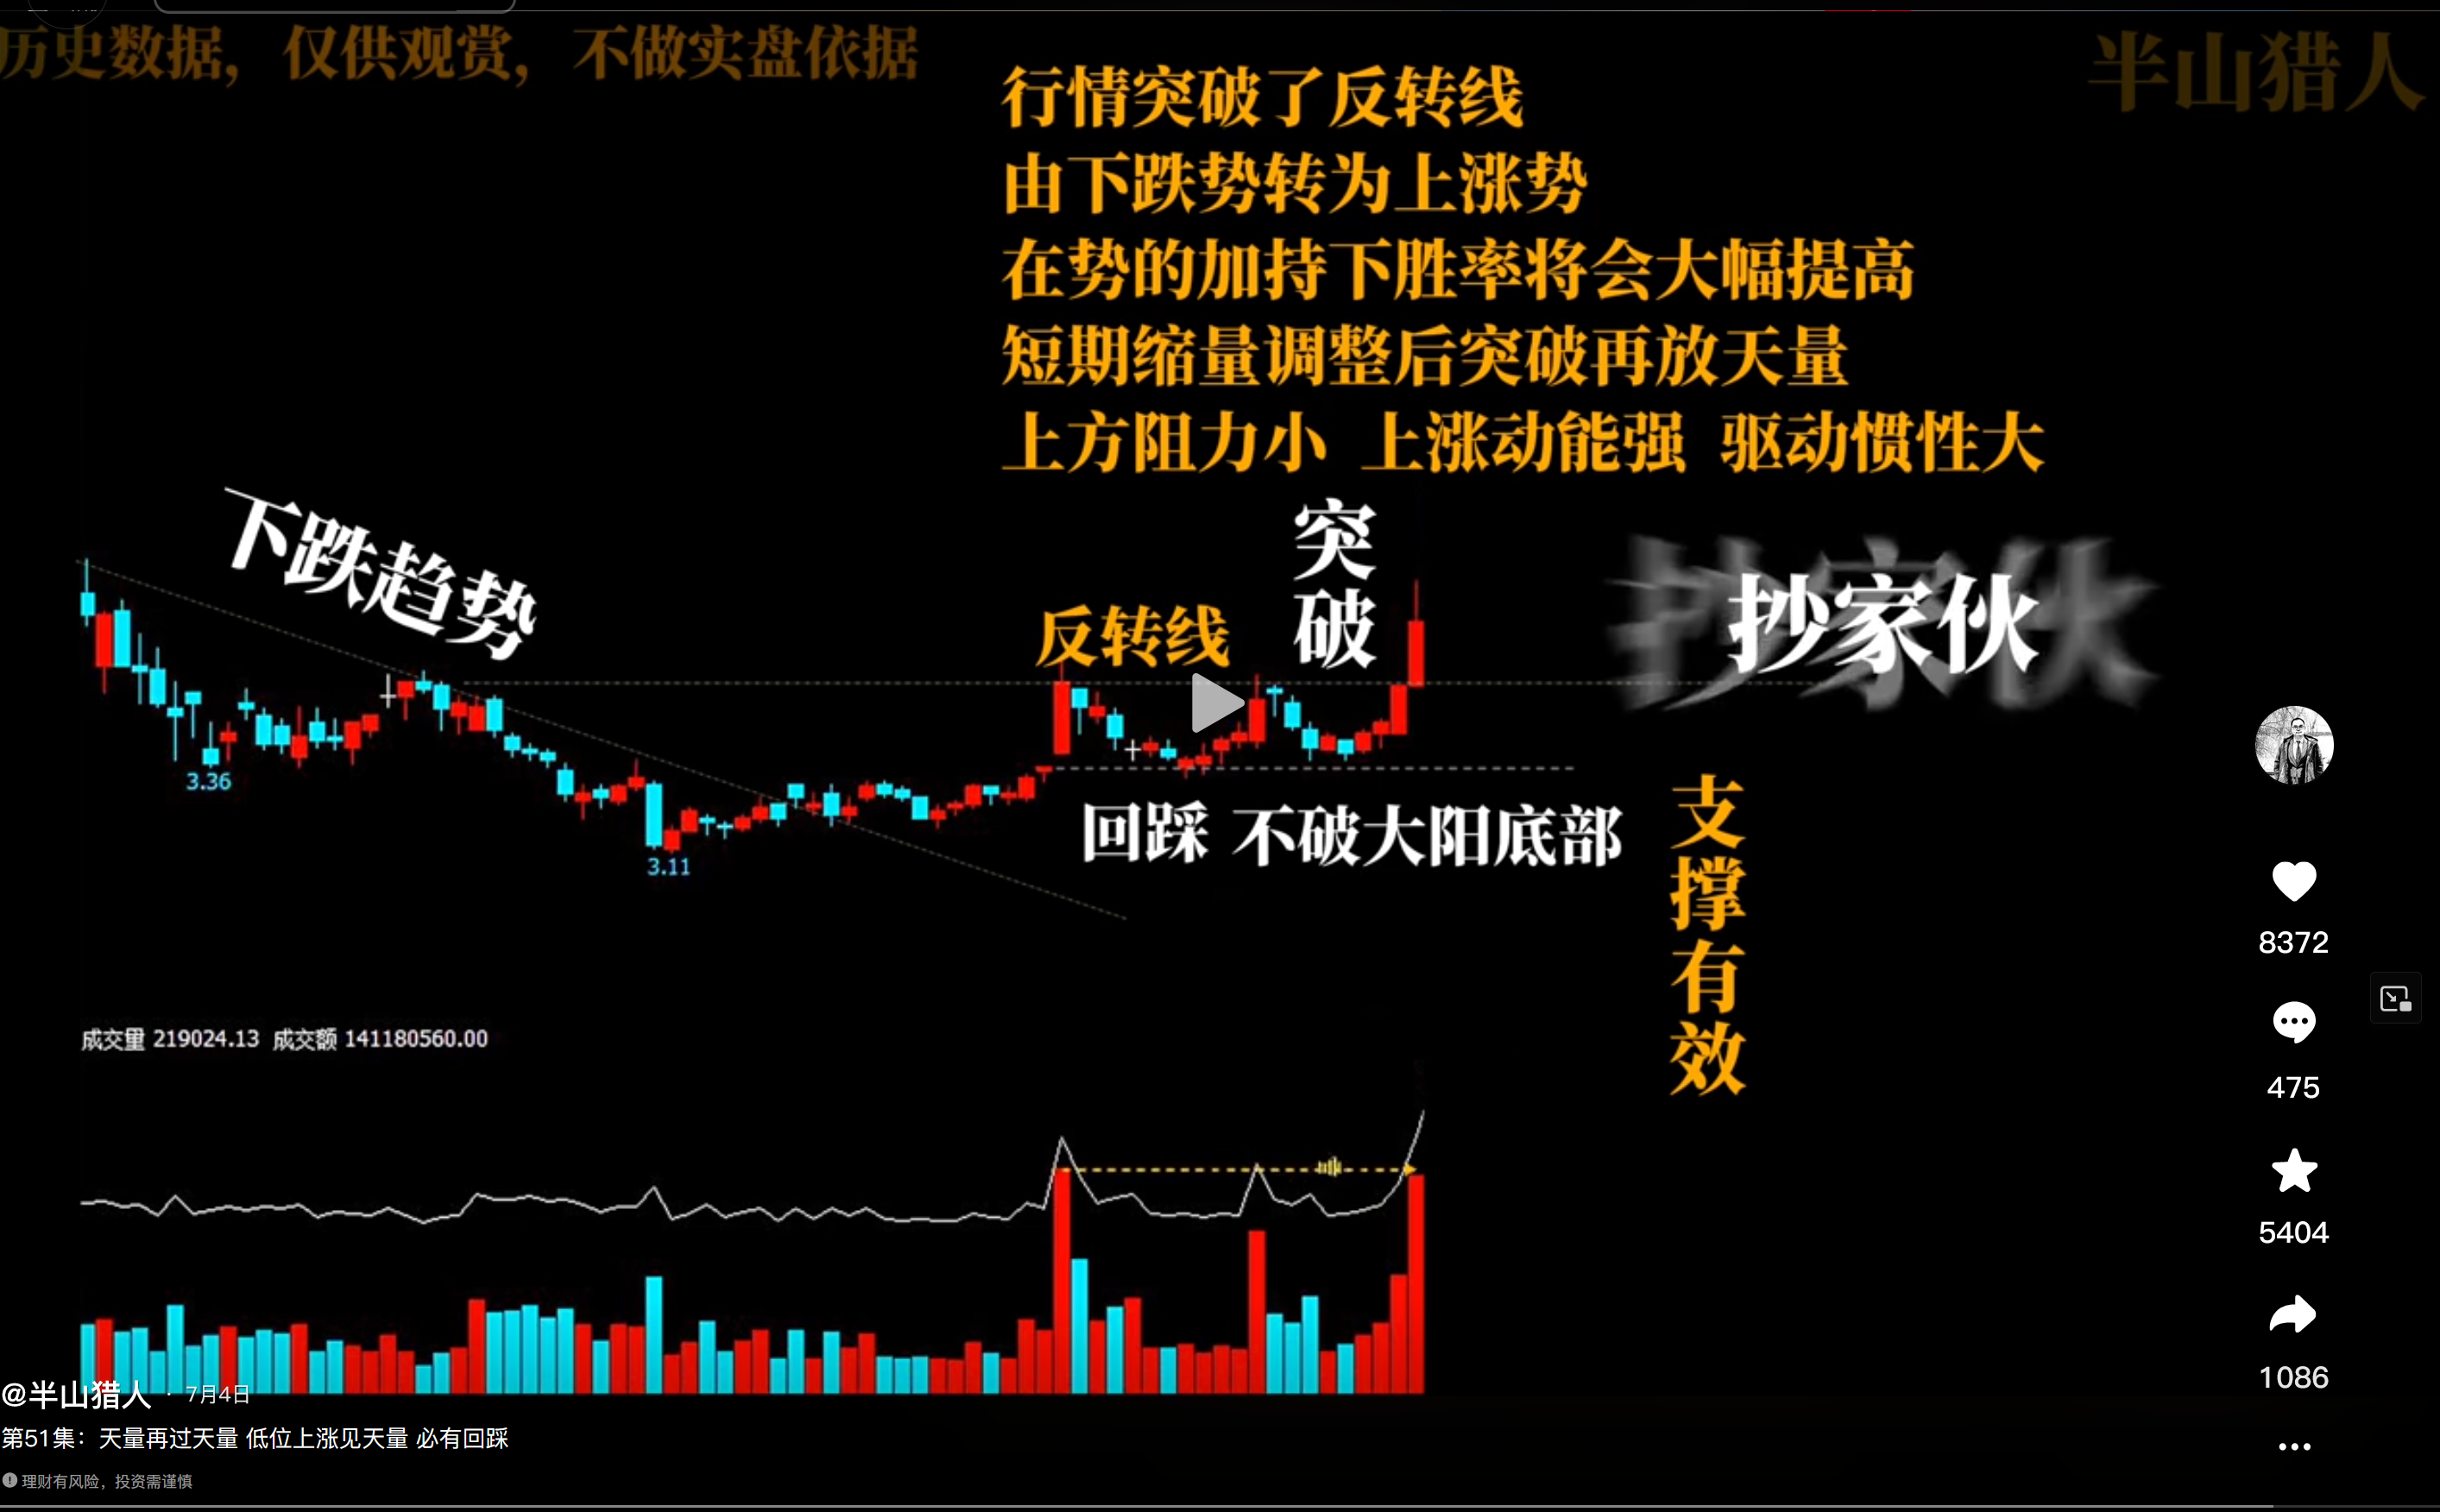 历史数据，仅供观赏，不做实盘依据
半山猎人
行情突破了反转线
由下跌势转为上涨势
在势的加持下胜率将会大幅提高
短期缩量调整后突破再放天量
上方阻力小 上涨动能强 驱动惯性大
下跌趋势
突破
反转线
抄家伙
3.36
回踩 不破大阳底部
3.11
支撑有效
8372
475
5404
1086
成交量 219024.13 成交额 141180560.00
@半山猎人 · 7月4日
第51集：天量再过天量 低位上涨见天量 必有回踩
理财有风险，投资需谨慎